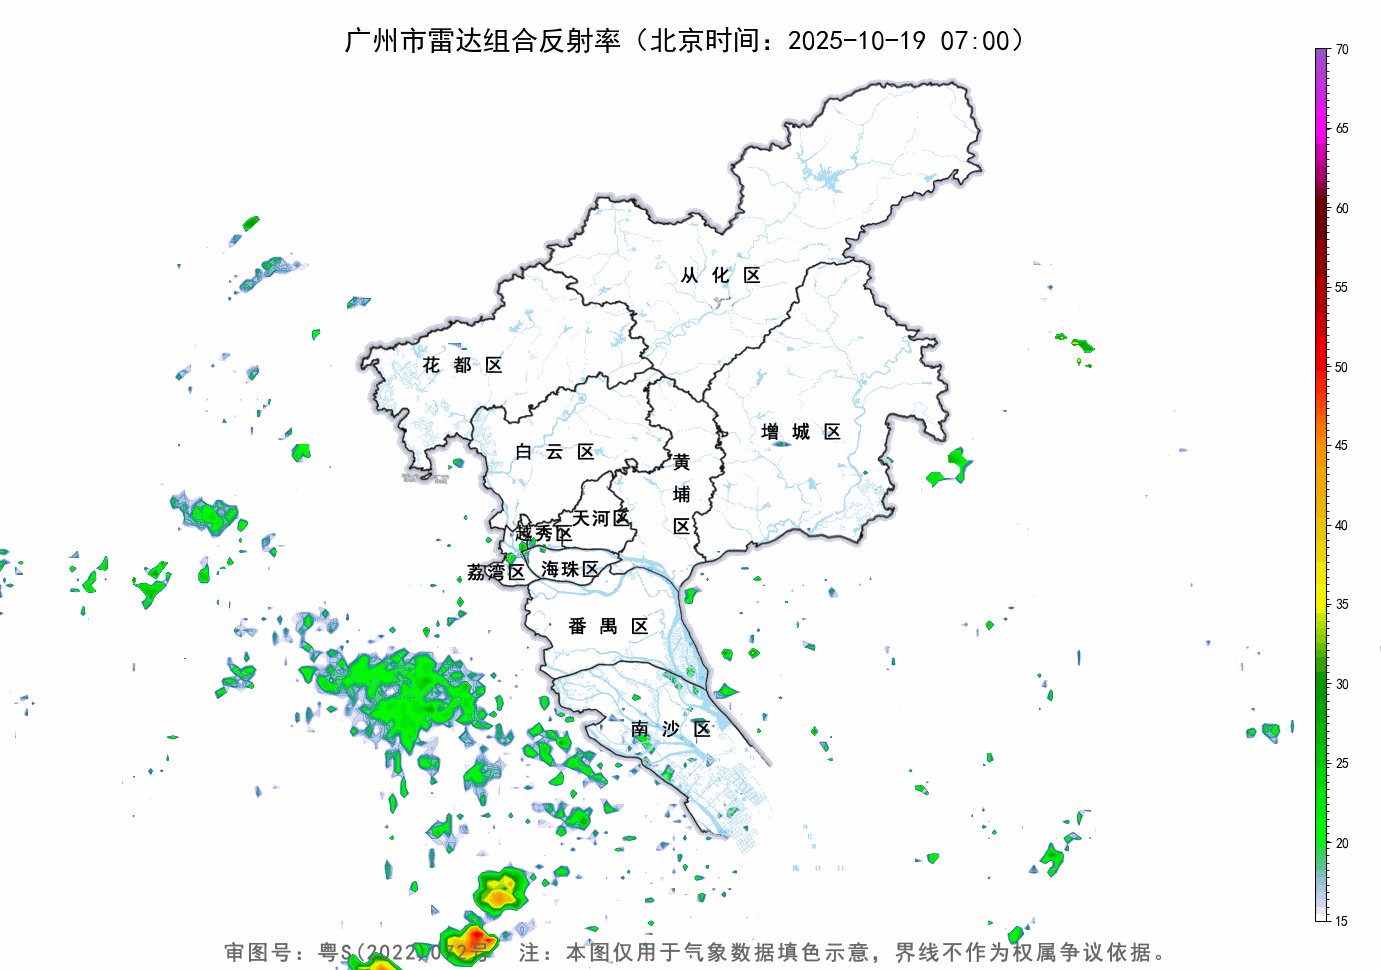 广州市雷达组合反射率（北京时间：2025-10-19 07:00）
70
65
60
55
50
45
40
35
30
25
20
15
从化区
花都区
增城区
白云区
黄埔区
天河区
越秀区
荔湾区
海珠区
番禺区
南沙区
审图号：粤S(2022)072号 注：本图仅用于气象数据填色示意，界线不作为权属争议依据。